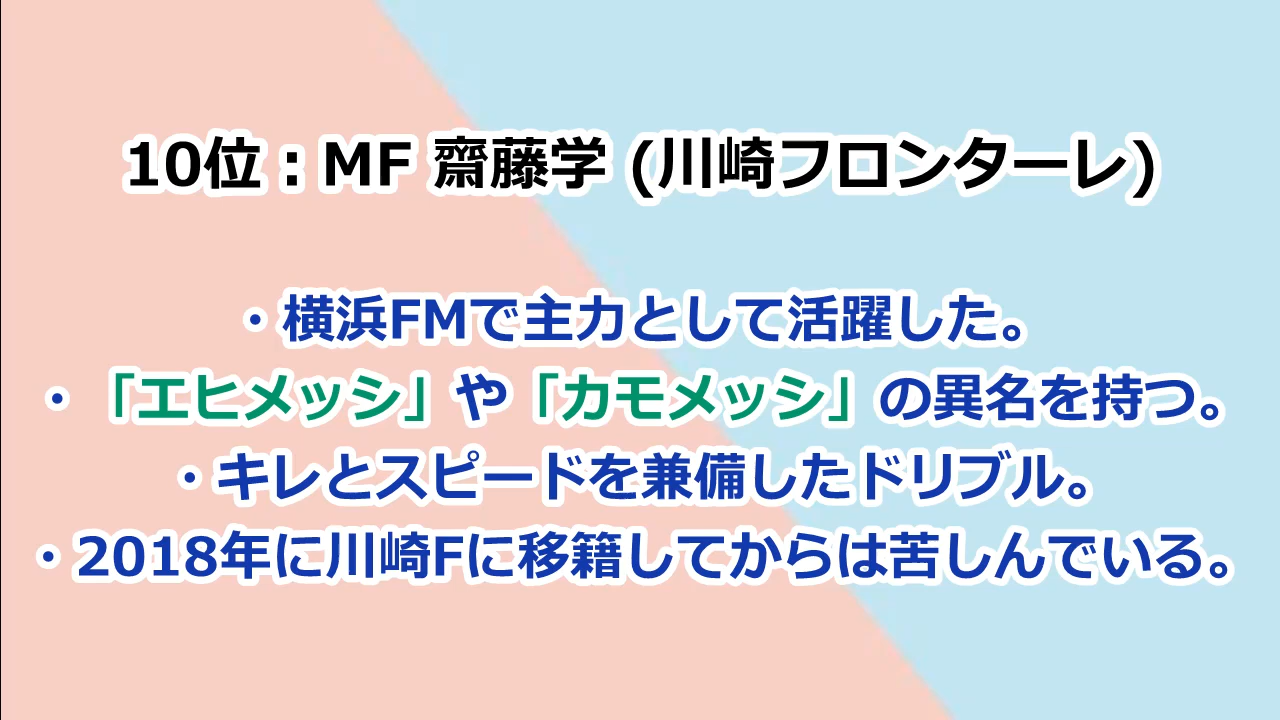 10位：MF 齋藤学 (川崎フロンターレ)
・横浜FMで主力として活躍した。
・「エヒメッシ」や「カモメッシ」の異名を持つ。
・キレとスピードを兼備したドリブル。
・2018年に川崎Fに移籍してからは苦しんでいる。